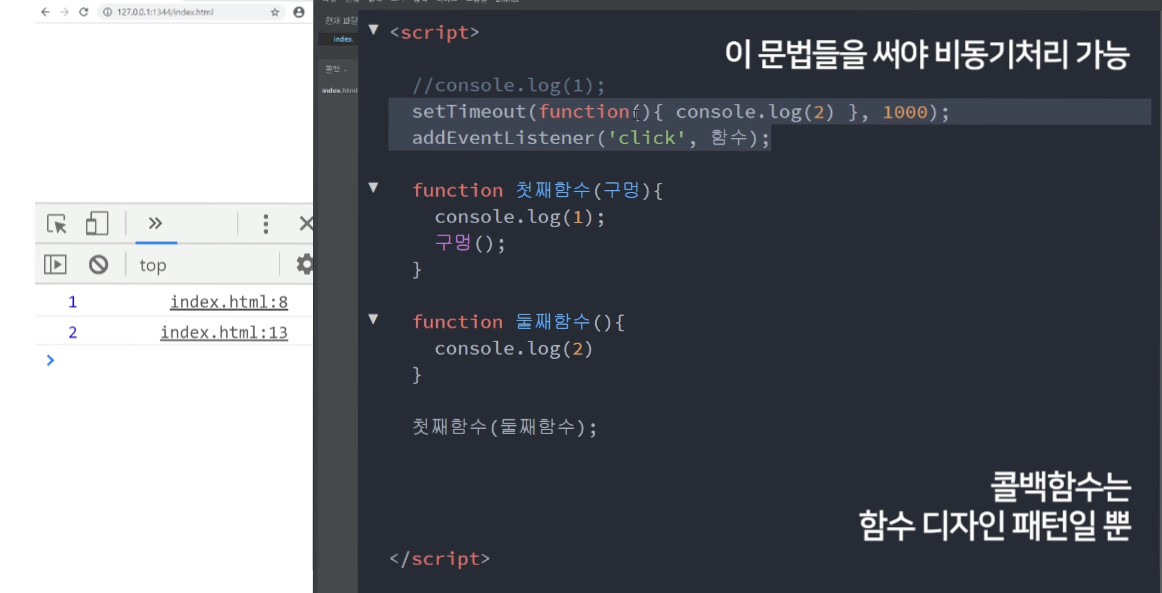 127.0.0.1:1344/index.html
현재 파일
index.
콜백
index.html
top
1 index.html:8
2 index.html:13
<script>
이 문법들을 써야 비동기처리 가능
//console.log(1);
setTimeout(function(){ console.log(2) }, 1000);
addEventListener('click', 함수);
function 첫째함수(구멍){
console.log(1);
구멍();
}
function 둘째함수(){
console.log(2)
}
첫째함수(둘째함수);
콜백함수는
함수 디자인 패턴일 뿐
</script>